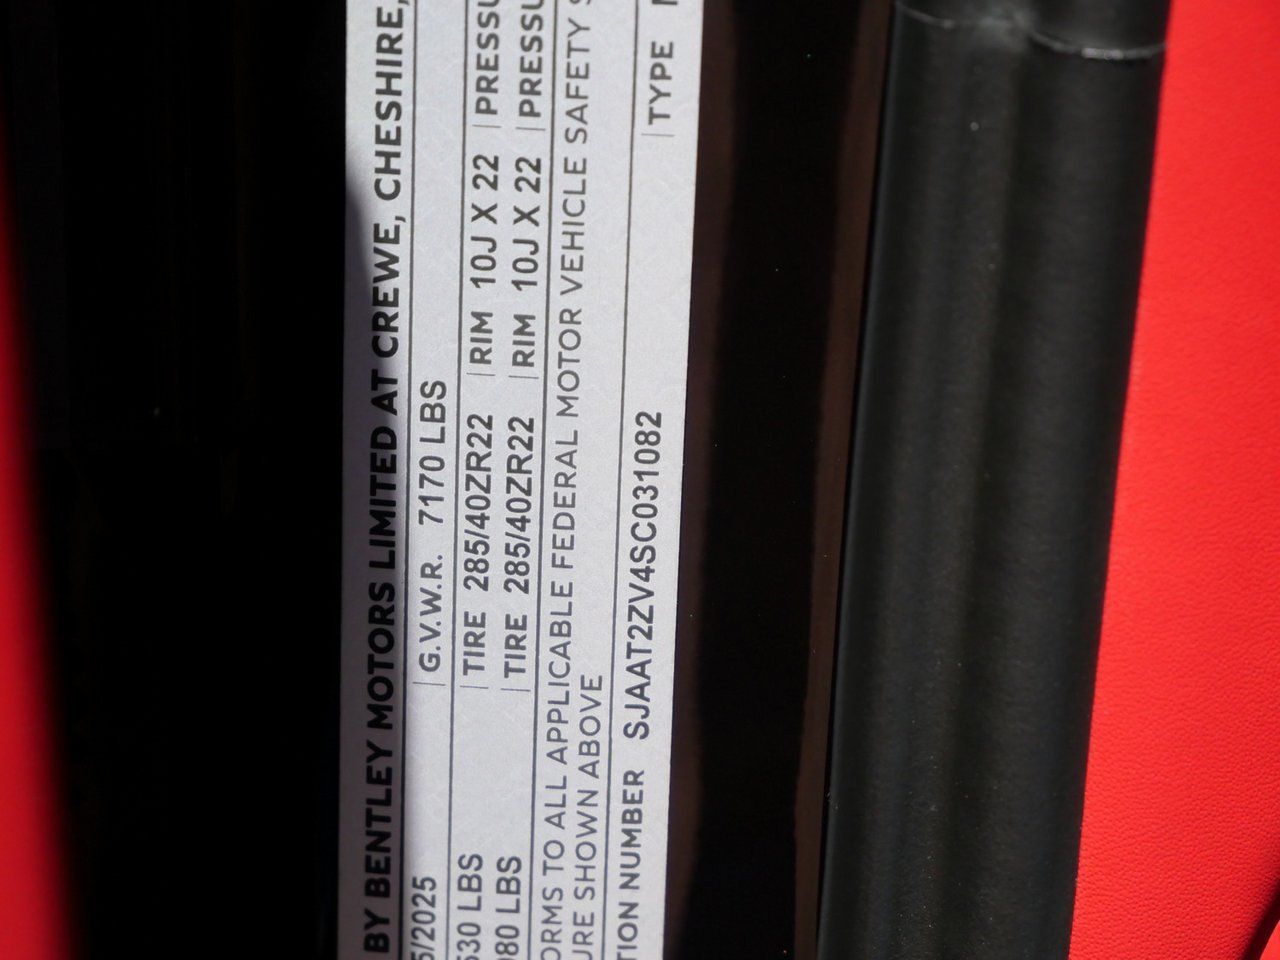 BY BENTLEY MOTORS LIMITED AT CREWE, CHESHIRE,
5/2025 G.V.W.R. 7170 LBS
530 LBS TIRE 285/40ZR22 RIM 10J X 22 PRESSU
080 LBS TIRE 285/40ZR22 RIM 10J X 22 PRESSU
ORMS TO ALL APPLICABLE FEDERAL MOTOR VEHICLE SAFETY S
URE SHOWN ABOVE
TION NUMBER SJAAT2ZV4SC031082 TYPE